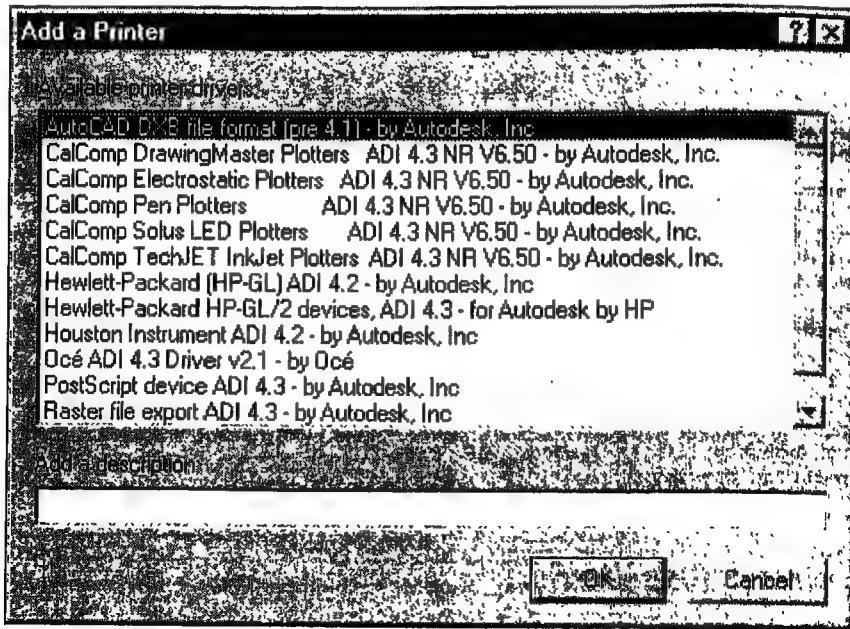 Add a Printer
Available printer drivers:
AutoCAD DXB file format (pre 4.1) - by Autodesk, Inc
CalComp DrawingMaster Plotters ADI 4.3 NR V6.50 - by Autodesk, Inc.
CalComp Electrostatic Plotters ADI 4.3 NR V6.50 - by Autodesk, Inc.
CalComp Pen Plotters ADI 4.3 NR V6.50 - by Autodesk, Inc.
CalComp Solus LED Plotters ADI 4.3 NR V6.50 - by Autodesk, Inc.
CalComp TechJET InkJet Plotters ADI 4.3 NR V6.50 - by Autodesk, Inc.
Hewlett-Packard (HP-GL) ADI 4.2 - by Autodesk, Inc
Hewlett-Packard HP-GL/2 devices, ADI 4.3 - for Autodesk by HP
Houston Instrument ADI 4.2 - by Autodesk, Inc
Océ ADI 4.3 Driver v2.1 - by Océ
PostScript device ADI 4.3 - by Autodesk, Inc
Raster file export ADI 4.3 - by Autodesk, Inc
Add a description:
OK Cancel